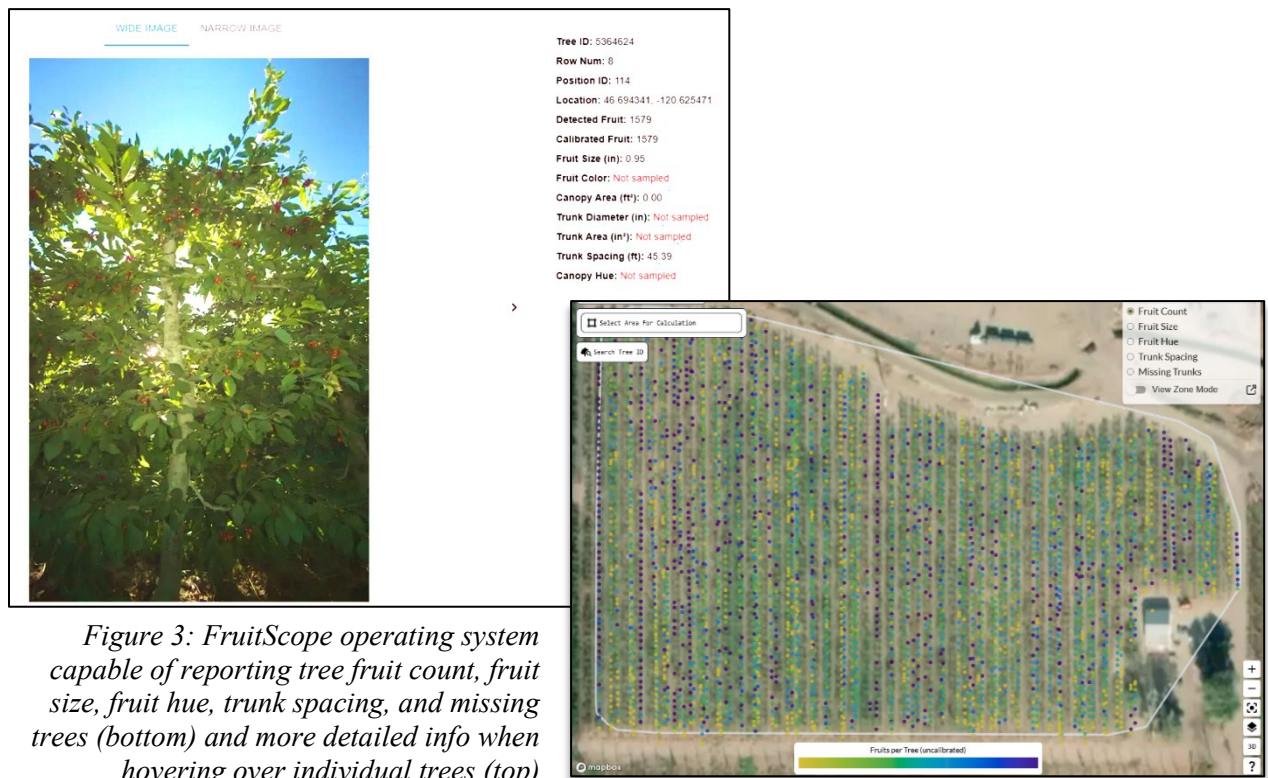 WIDE IMAGE NARROW IMAGE
Tree ID: 5364624
Row Num: 8
Position ID: 114
Location: 46.694341, -120.625471
Detected Fruit: 1579
Calibrated Fruit: 1579
Fruit Size (in): 0.95
Fruit Color: Not sampled
Canopy Area (ft²): 0.00
Trunk Diameter (in): Not sampled
Trunk Area (in²): Not sampled
Trunk Spacing (ft): 45.39
Canopy Hue: Not sampled
Select Area For Calculation
Search Tree ID
Fruit Count
Fruit Size
Fruit Hue
Trunk Spacing
Missing Trunks
View Zone Mode
3D
?
Fruits per Tree (uncalibrated)
mapbox
Figure 3: FruitScope operating system
capable of reporting tree fruit count, fruit
size, fruit hue, trunk spacing, and missing
trees (bottom) and more detailed info when
hovering over individual trees (top)